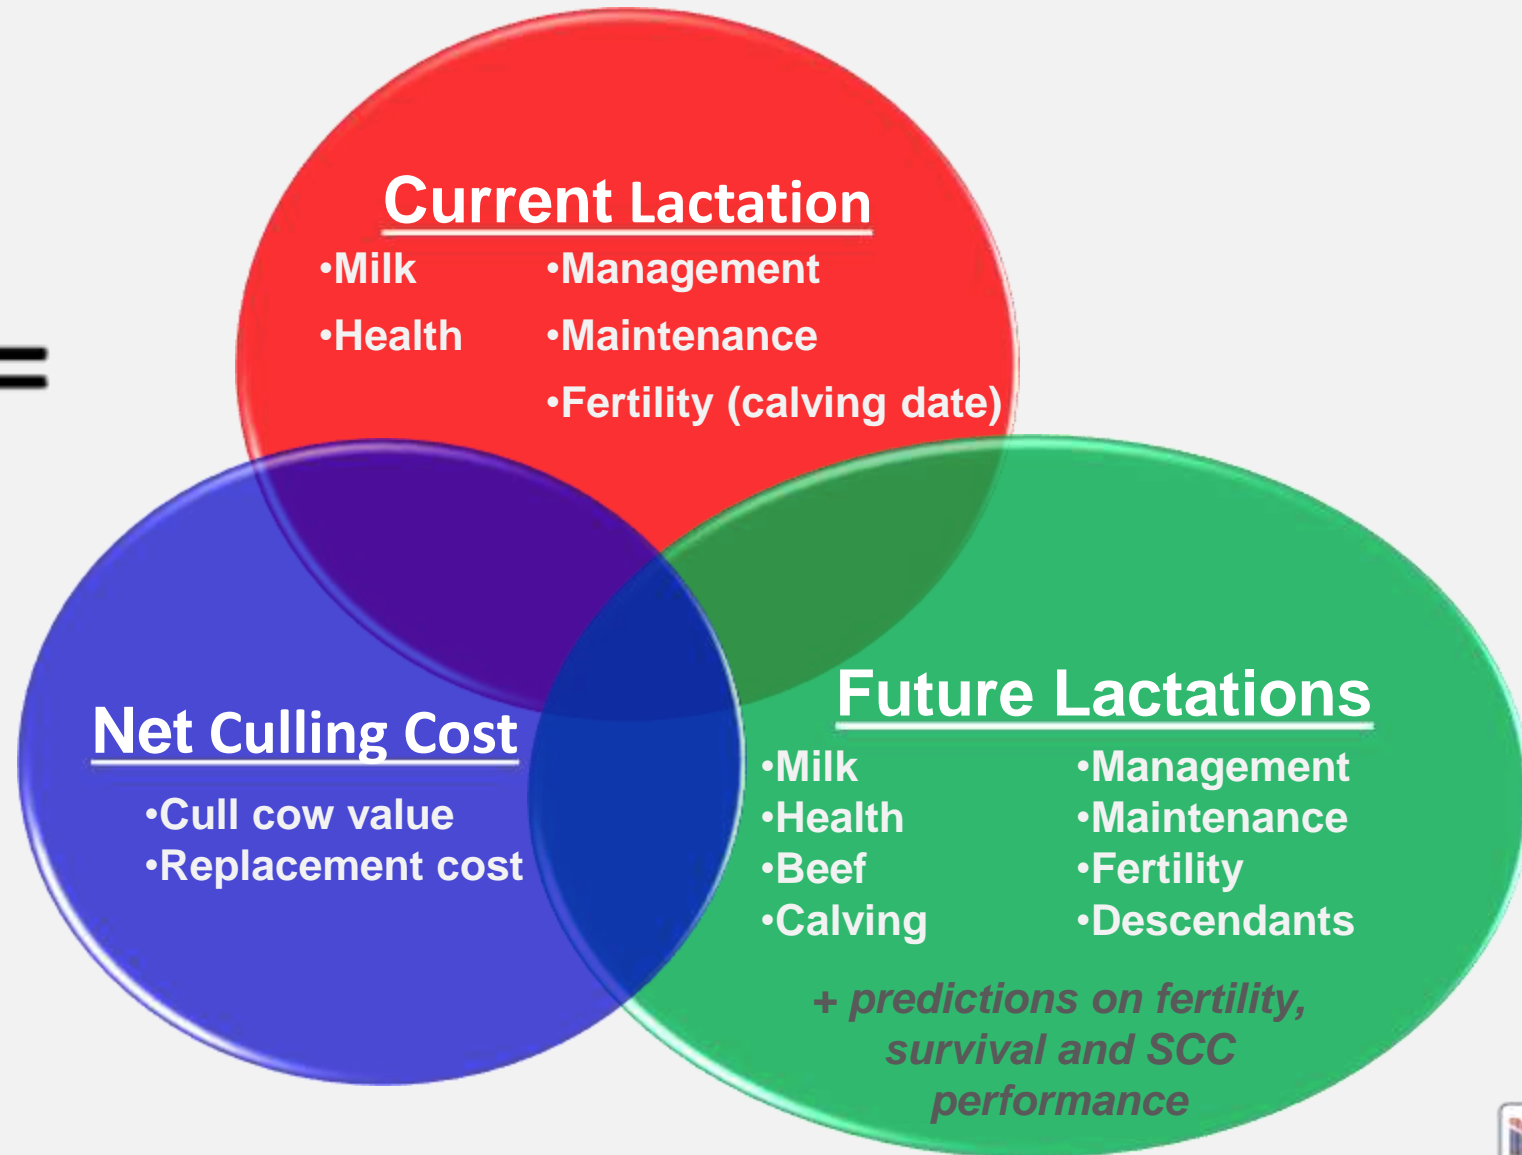 =
Current Lactation
•Milk •Management
•Health •Maintenance
•Fertility (calving date)
Net Culling Cost
•Cull cow value
•Replacement cost
Future Lactations
•Milk •Management
•Health •Maintenance
•Beef •Fertility
•Calving •Descendants
+ predictions on fertility,
survival and SCC
performance